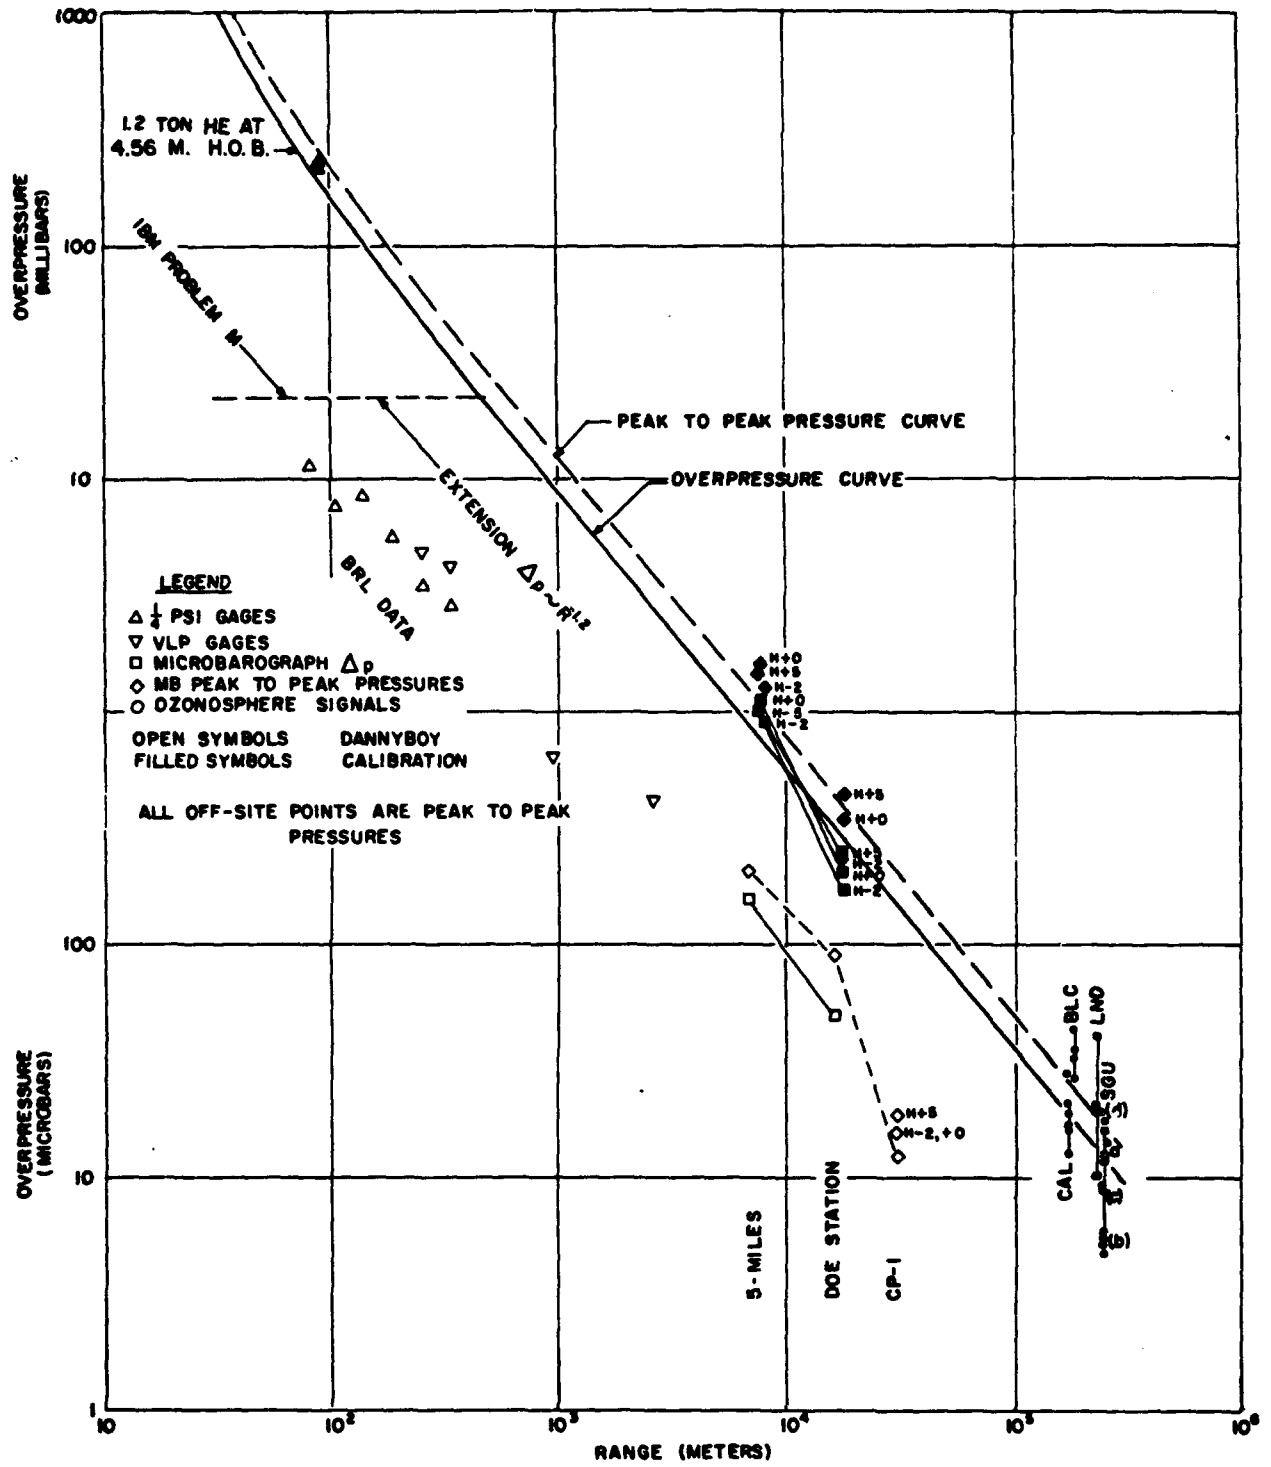 1000
1.2 TON HE AT
4.56 M. H.O.B.
OVERPRESSURE
(MILLIBARS)
100
IBM PROBLEM M
PEAK TO PEAK PRESSURE CURVE
10
OVERPRESSURE CURVE
EXTENSION Δp ~ R^-1.2
BRL DATA
LEGEND
△ 1/4 PSI GAGES
▽ VLP GAGES
□ MICROBAROGRAPH Δp
◇ MB PEAK TO PEAK PRESSURES
○ OZONOSPHERE SIGNALS
OPEN SYMBOLS DANNYBOY
FILLED SYMBOLS CALIBRATION
ALL OFF-SITE POINTS ARE PEAK TO PEAK
PRESSURES
H+0
H+5
H-2
H+0
H-2
H+5
H+0
H+5
H+0
H-2
100
BLC
LND
SGU
OVERPRESSURE
(MICROBARS)
H+5
H-2,+0
CAL
10
(b)
5-MILES
DOE STATION
CP-1
1
10
10²
10³
10⁴
10⁵
10⁶
RANGE (METERS)